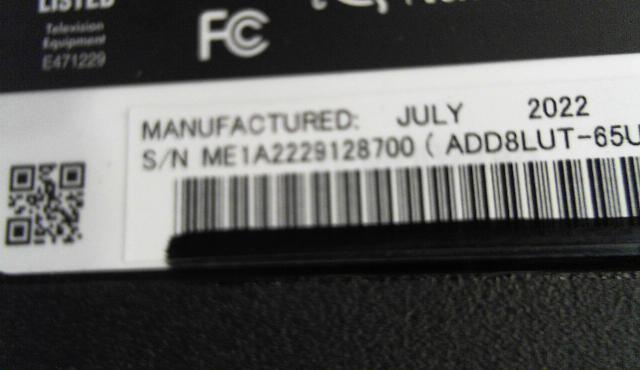 LISTED
Television
Equipment
E471229
FC
MANUFACTURED: JULY 2022
S/N ME1A2229128700 ( ADD8LUT-65U